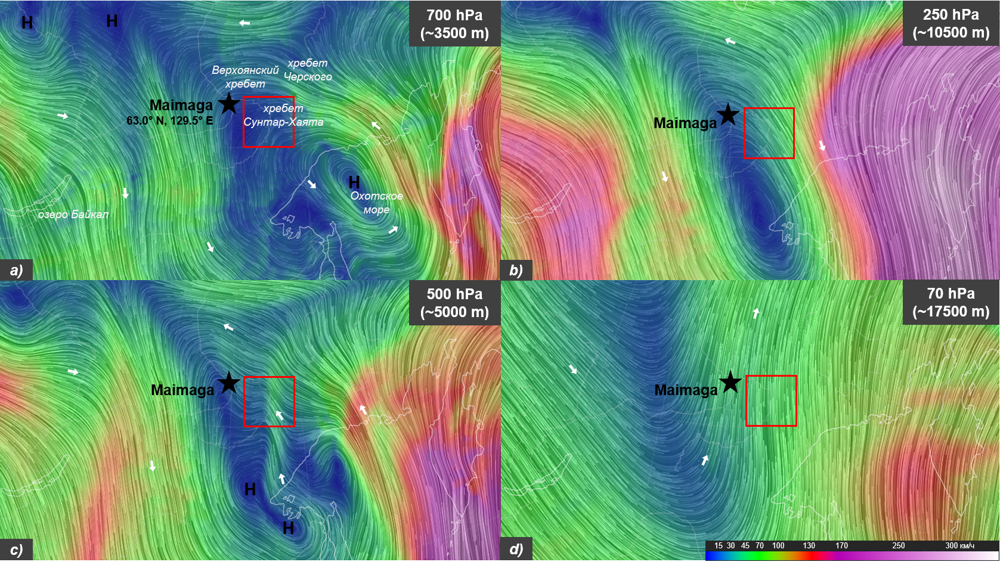 H
H
700 hPa
(~3500 m)
Верхоянский
хребет
хребет
Черского
Maimaga
63.0° N, 129.5° E
хребет
Сунтар-Хаята
H
Охотское
море
озеро Байкал
a)
250 hPa
(~10500 m)
Maimaga
b)
500 hPa
(~5000 m)
Maimaga
H
H
c)
70 hPa
(~17500 m)
Maimaga
d)
15 30 45 70 100 130 170 250 300 км/ч